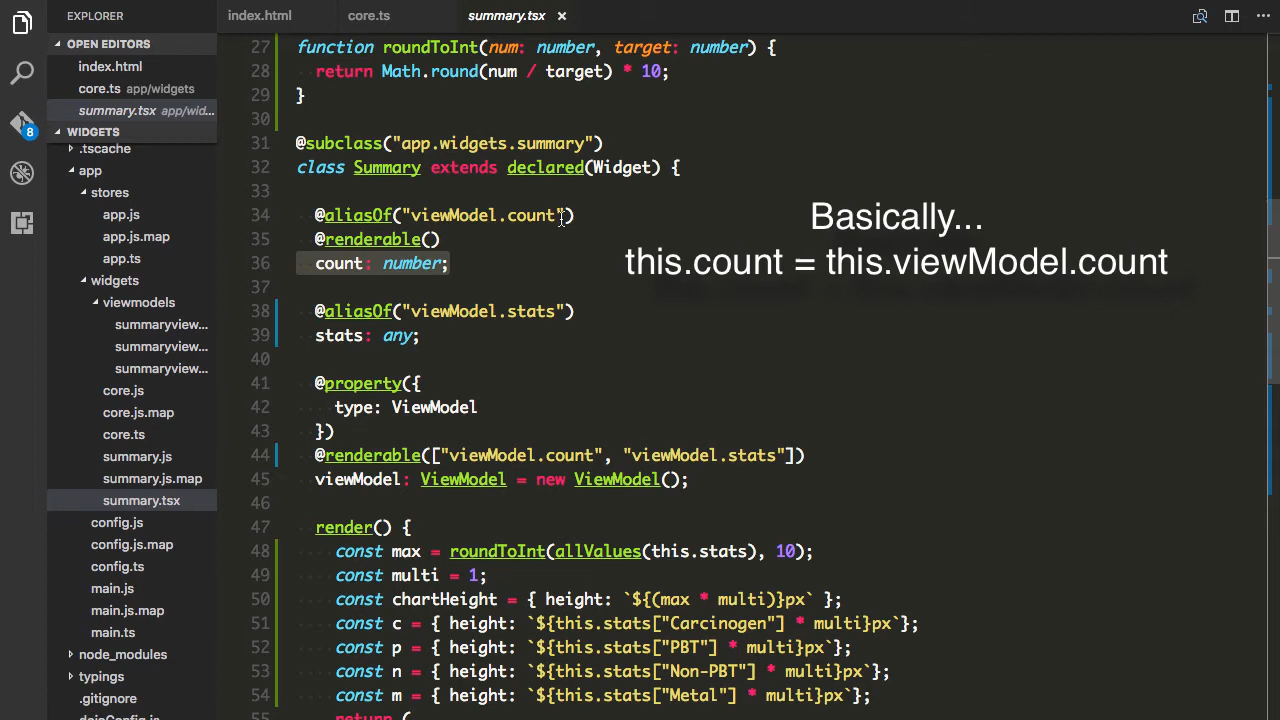 EXPLORER
index.html
core.ts
summary.tsx
OPEN EDITORS
index.html
core.ts app/widgets
summary.tsx app/wid...
WIDGETS
.tscache
app
stores
app.js
app.js.map
app.ts
widgets
viewmodels
summaryview...
summaryview...
summaryview...
core.js
core.js.map
core.ts
summary.js
summary.js.map
summary.tsx
config.js
config.js.map
config.ts
main.js
main.js.map
main.ts
node_modules
typings
.gitignore
8
27 function roundToInt(num: number, target: number) {
28 return Math.round(num / target) * 10;
29 }
30
31 @subclass("app.widgets.summary")
32 class Summary extends declared(Widget) {
33
34 @aliasOf("viewModel.count")
35 @renderable()
36 count: number;
37
38 @aliasOf("viewModel.stats")
39 stats: any;
40
41 @property({
42 type: ViewModel
43 })
44 @renderable(["viewModel.count", "viewModel.stats"])
45 viewModel: ViewModel = new ViewModel();
46
47 render() {
48 const max = roundToInt(allValues(this.stats), 10);
49 const multi = 1;
50 const chartHeight = { height: `${(max * multi)}px` };
51 const c = { height: `${this.stats["Carcinogen"] * multi}px`};
52 const p = { height: `${this.stats["PBT"] * multi}px`};
53 const n = { height: `${this.stats["Non-PBT"] * multi}px`};
54 const m = { height: `${this.stats["Metal"] * multi}px`};
55 return (
Basically...
this.count = this.viewModel.count